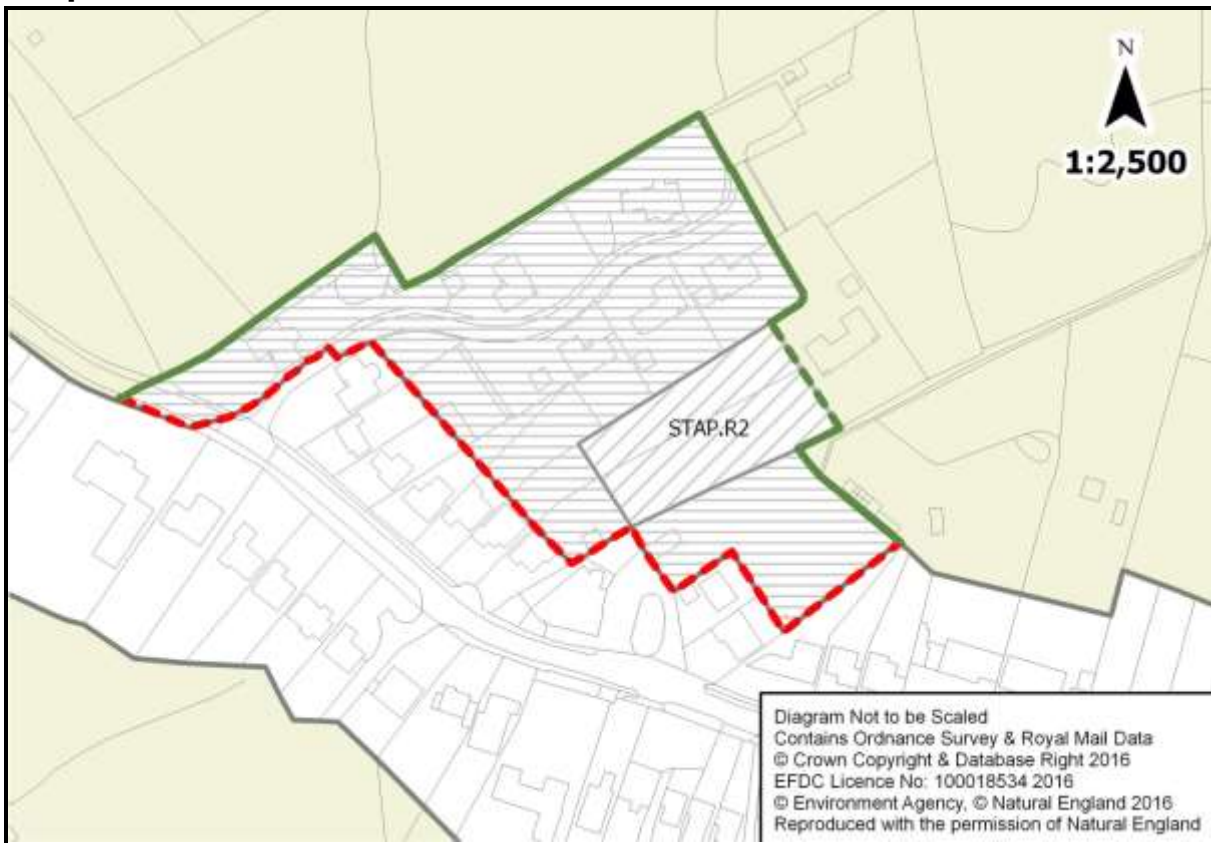 N
1:2,500
STAP.R2
Diagram Not to be Scaled
Contains Ordnance Survey & Royal Mail Data
© Crown Copyright & Database Right 2016
EFDC Licence No: 100018534 2016
© Environment Agency, © Natural England 2016
Reproduced with the permission of Natural England